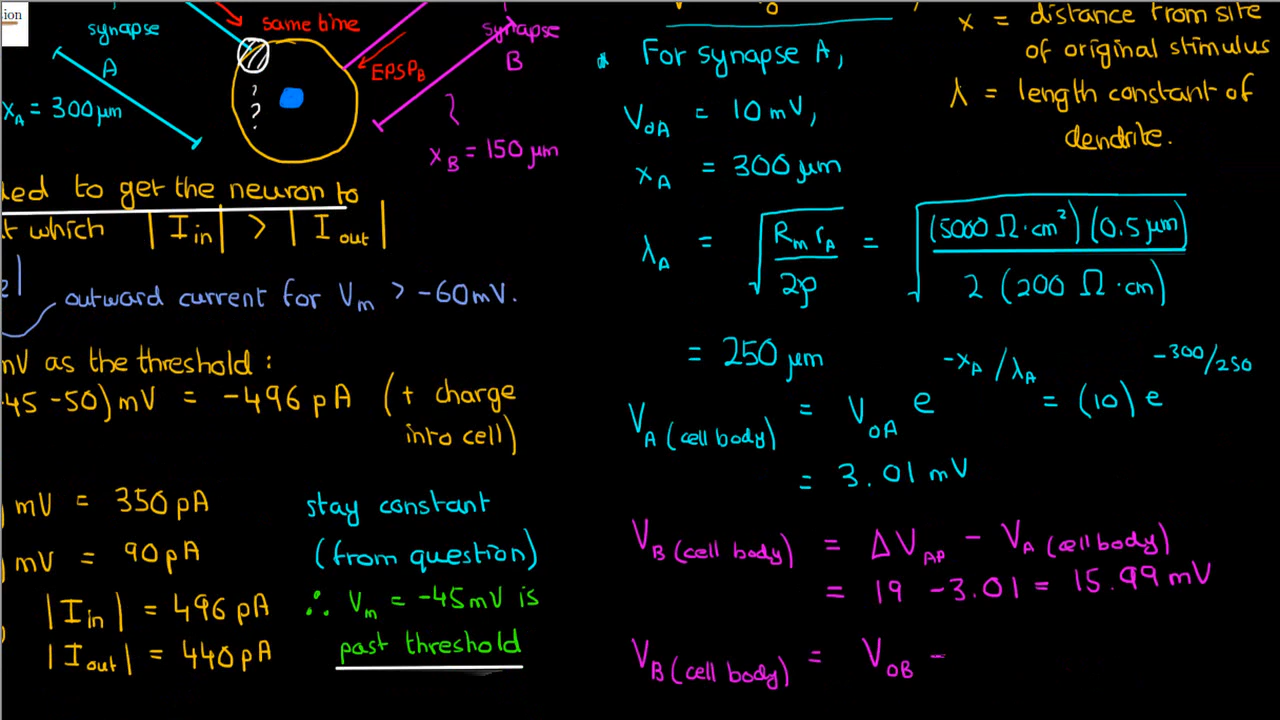 ion
synapse
A
same time
synapse
B
EPSP_B
x_A = 300 μm
?
?
x_B = 150 μm
ed to get the neuron to
t which |I_in| > |I_out|
outward current for V_m > -60mV.
mV as the threshold:
45 -50) mV = -496 pA (+ charge
into cell)
) mV = 350 pA stay constant
) mV = 90 pA (from question)
|I_in| = 496 pA ∴ V_m = -45mV is
|I_out| = 440 pA past threshold
x = distance from site
of original stimulus
λ = length constant of
dendrite.
* For synapse A,
V_0A = 10 mV,
x_A = 300 μm
λ_A = √(R_m r_A / 2ρ) = √((5000 Ω·cm²)(0.5 μm) / 2 (200 Ω·cm))
= 250 μm
V_A (cell body) = V_0A e^(-x_A/λ_A) = (10) e^(-300/250)
= 3.01 mV
V_B (cell body) = ΔV_AP - V_A (cell body)
= 19 - 3.01 = 15.99 mV
V_B (cell body) = V_0B -